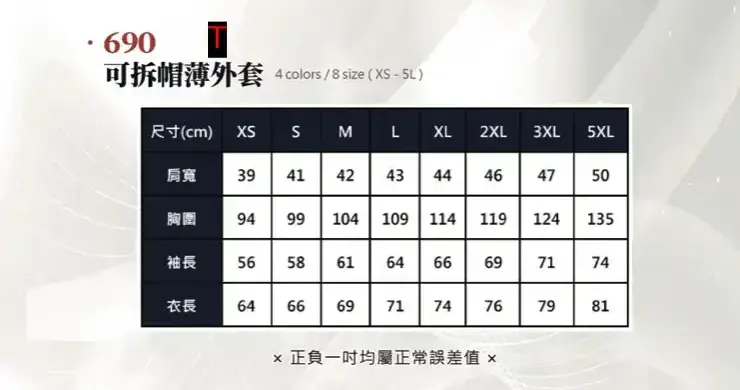 · 690 T
可拆帽薄外套 4 colors / 8 size ( XS - 5L )
尺寸(cm) XS S M L XL 2XL 3XL 5XL
肩寬 39 41 42 43 44 46 47 50
胸圍 94 99 104 109 114 119 124 135
袖長 56 58 61 64 66 69 71 74
衣長 64 66 69 71 74 76 79 81
× 正負一吋均屬正常誤差值 ×